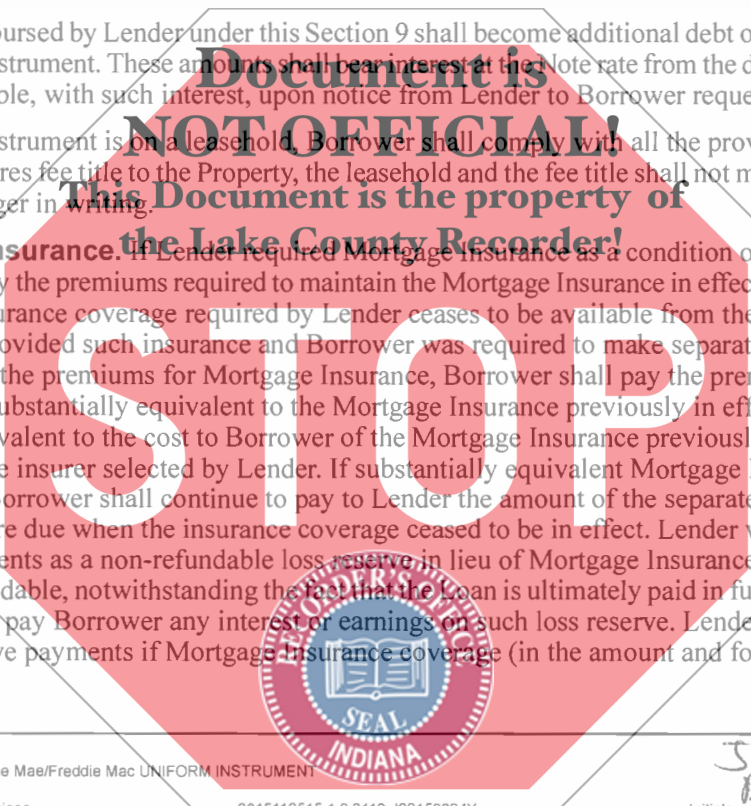 bursed by Lender under this Section 9 shall become additional debt o
strument. These amounts shall bear interest at the Note rate from the d
ble, with such interest, upon notice from Lender to Borrower reque
Document is
strument is on a leasehold, Borrower shall comply with all the prov
NOT OFFICIAL!
res fee title to the Property, the leasehold and the fee title shall not m
ger in writing.
This Document is the property of
the Lake County Recorder!
nsurance. If Lender required Mortgage Insurance as a condition o
y the premiums required to maintain the Mortgage Insurance in effec
urance coverage required by Lender ceases to be available from the
ovided such insurance and Borrower was required to make separat
the premiums for Mortgage Insurance, Borrower shall pay the prem
STOP
ubstantially equivalent to the Mortgage Insurance previously in eff
valent to the cost to Borrower of the Mortgage Insurance previousl
e insurer selected by Lender. If substantially equivalent Mortgage
Borrower shall continue to pay to Lender the amount of the separat
re due when the insurance coverage ceased to be in effect. Lender
ents as a non-refundable loss reserve in lieu of Mortgage Insurance
dable, notwithstanding the fact that the Loan is ultimately paid in fu
pay Borrower any interest or earnings on such loss reserve. Lende
ve payments if Mortgage Insurance coverage (in the amount and fo
RECORDER'S OFFICE
SEAL
INDIANA
e Mae/Freddie Mac UNIFORM INSTRUMENT